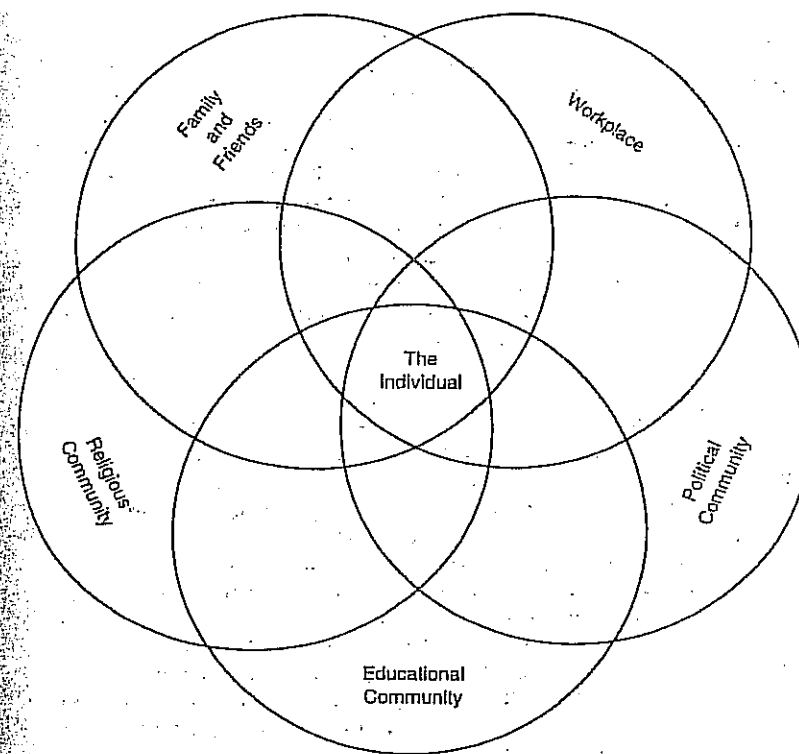 Family
and
Friends
Workplace
The
Individual
Religious
Community
Political
Community
Educational
Community